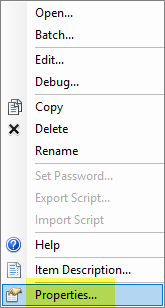 Open...
Batch...
Edit...
Debug...
Copy
Delete
Rename
Set Password...
Export Script...
Import Script
Help
Item Description...
Properties...